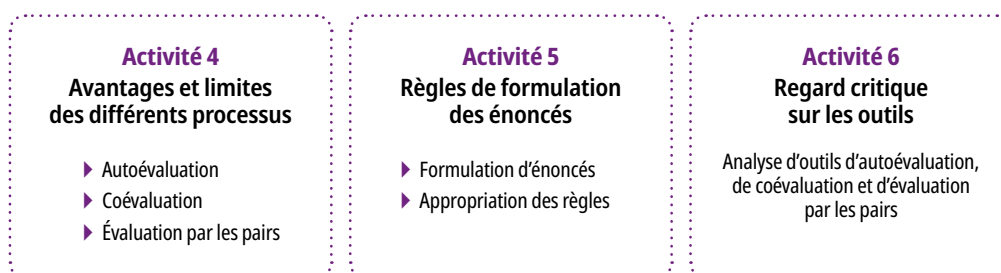 Activité 4
Avantages et limites
des différents processus
Autoévaluation
Coévaluation
Évaluation par les pairs
Activité 5
Règles de formulation
des énoncés
Formulation d'énoncés
Appropriation des règles
Activité 6
Regard critique
sur les outils
Analyse d'outils d'autoévaluation,
de coévaluation et d'évaluation
par les pairs